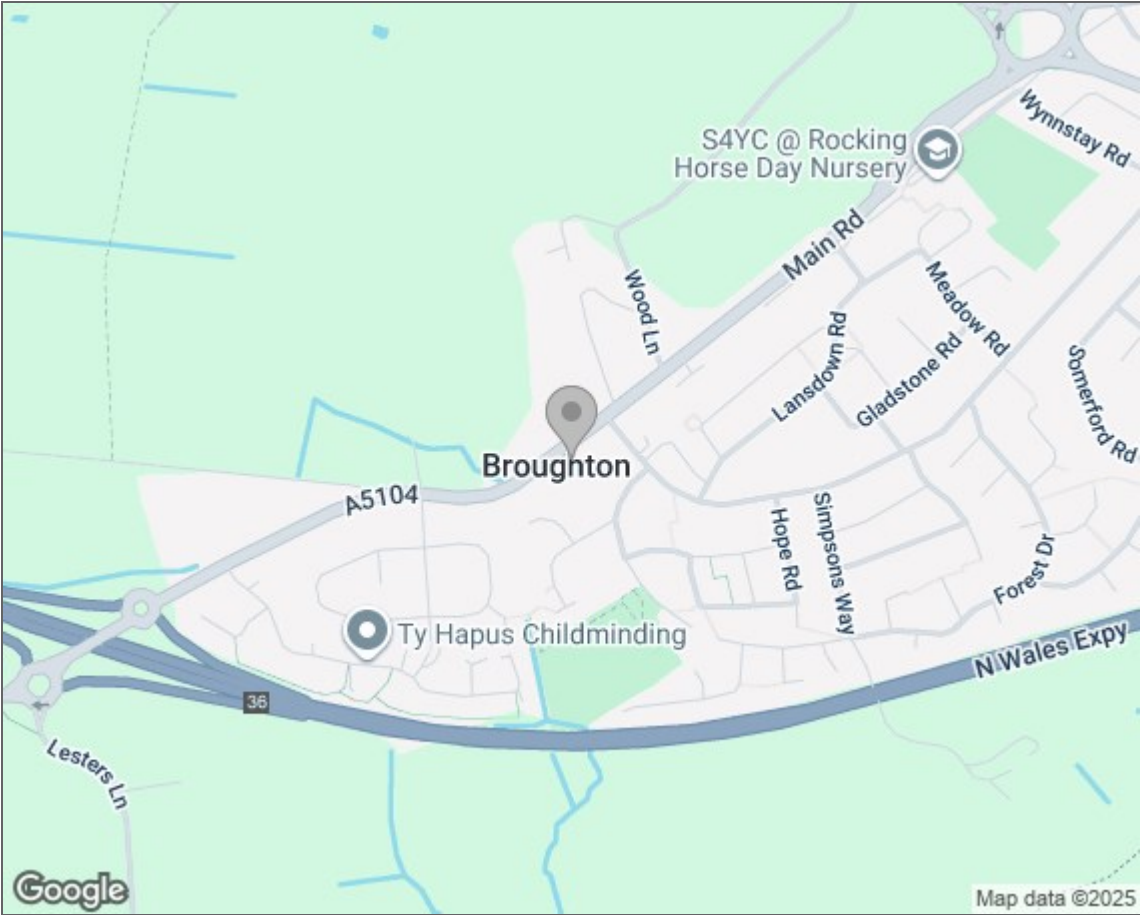 Wynnstay Rd
S4YC @ Rocking
Horse Day Nursery
Main Rd
Wood Ln
Meadow Rd
Lansdown Rd
Gladstone Rd
Somerford Rd
Broughton
A5104
Hope Rd
Simpsons Way
Forest Dr
Ty Hapus Childminding
N Wales Expy
36
Lesters Ln
Google
Map data ©2025